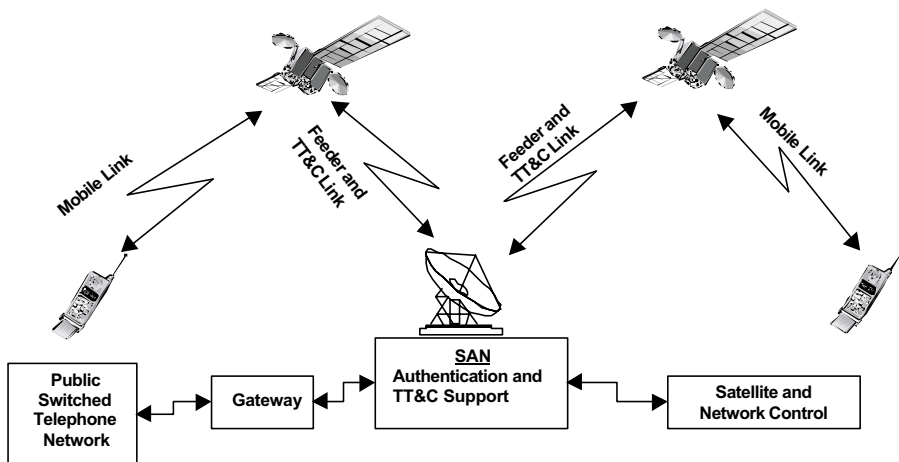 Mobile Link
Feeder and
TT&C Link
Feeder and
TT&C Link
Mobile Link
SAN
Authentication and
TT&C Support
Public
Switched
Telephone
Network
Gateway
Satellite and
Network Control